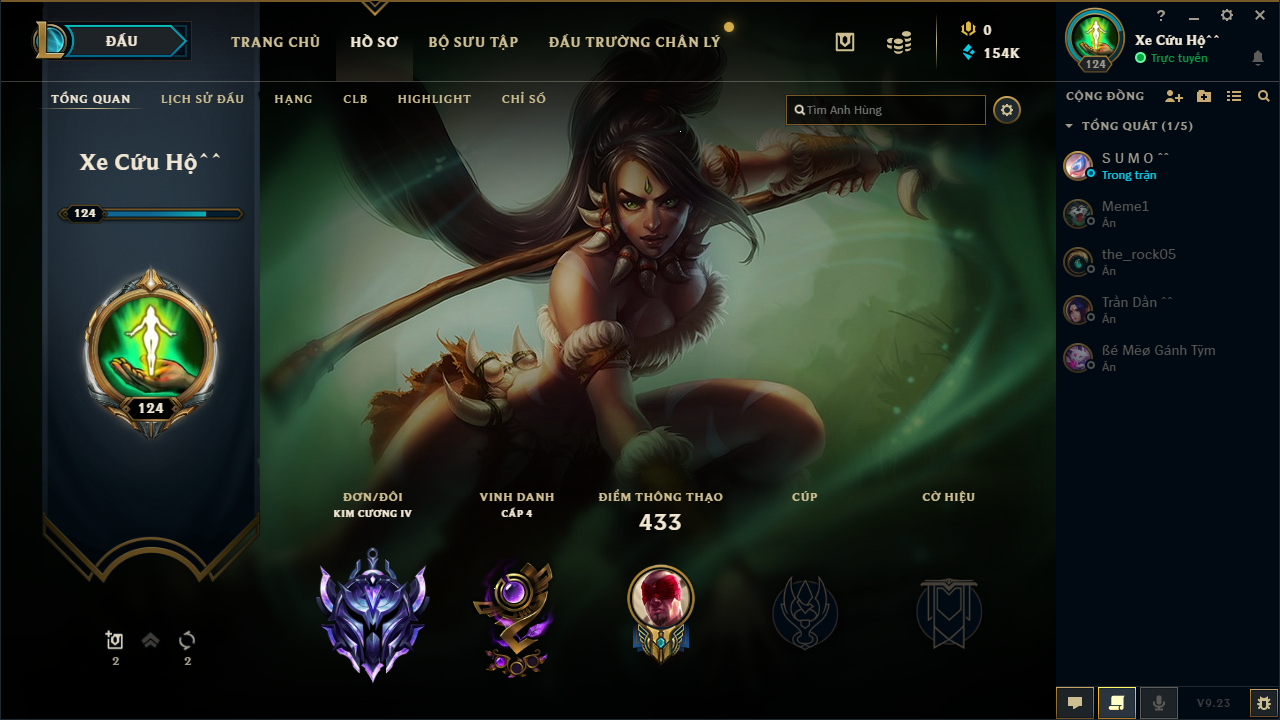 ĐẤU
TRANG CHỦ
HỒ SƠ
BỘ SƯU TẬP
ĐẤU TRƯỜNG CHÂN LÝ
0
154K
?
Xe Cứu Hộ^^
124
Trực tuyến
TỔNG QUAN
LỊCH SỬ ĐẤU
HẠNG
CLB
HIGHLIGHT
CHỈ SỐ
Tìm Anh Hùng
CỘNG ĐỒNG
TỔNG QUÁT (1/5)
S U M O ^^
Trong trận
Meme1
Ẩn
the_rock05
Ẩn
Trần Dần ^^
Ẩn
ßé Mēø Gánh Tÿm
Ẩn
Xe Cứu Hộ^^
124
124
2
2
ĐƠN/ĐÔI
KIM CƯƠNG IV
VINH DANH
CẤP 4
ĐIỂM THÔNG THẠO
433
CÚP
CỜ HIỆU
V9.23